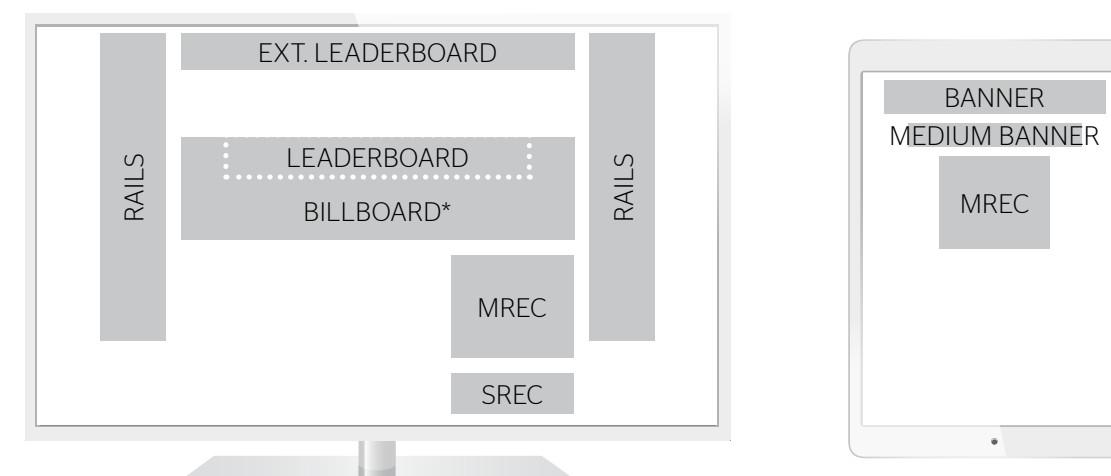 EXT. LEADERBOARD
RAILS
LEADERBOARD
BILLBOARD*
RAILS
MREC
SREC
BANNER
MEDIUM BANNER
MREC